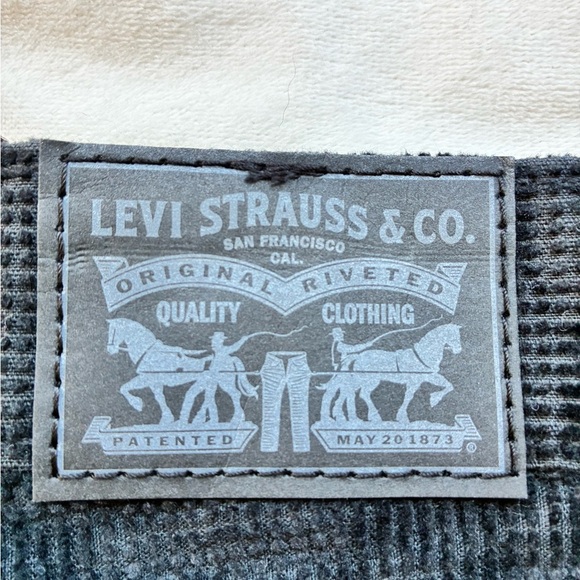 LEVI STRAUSS & CO.
SAN FRANCISCO
CAL.
ORIGINAL RIVETED
QUALITY CLOTHING
PATENTED MAY 20 1873 ®